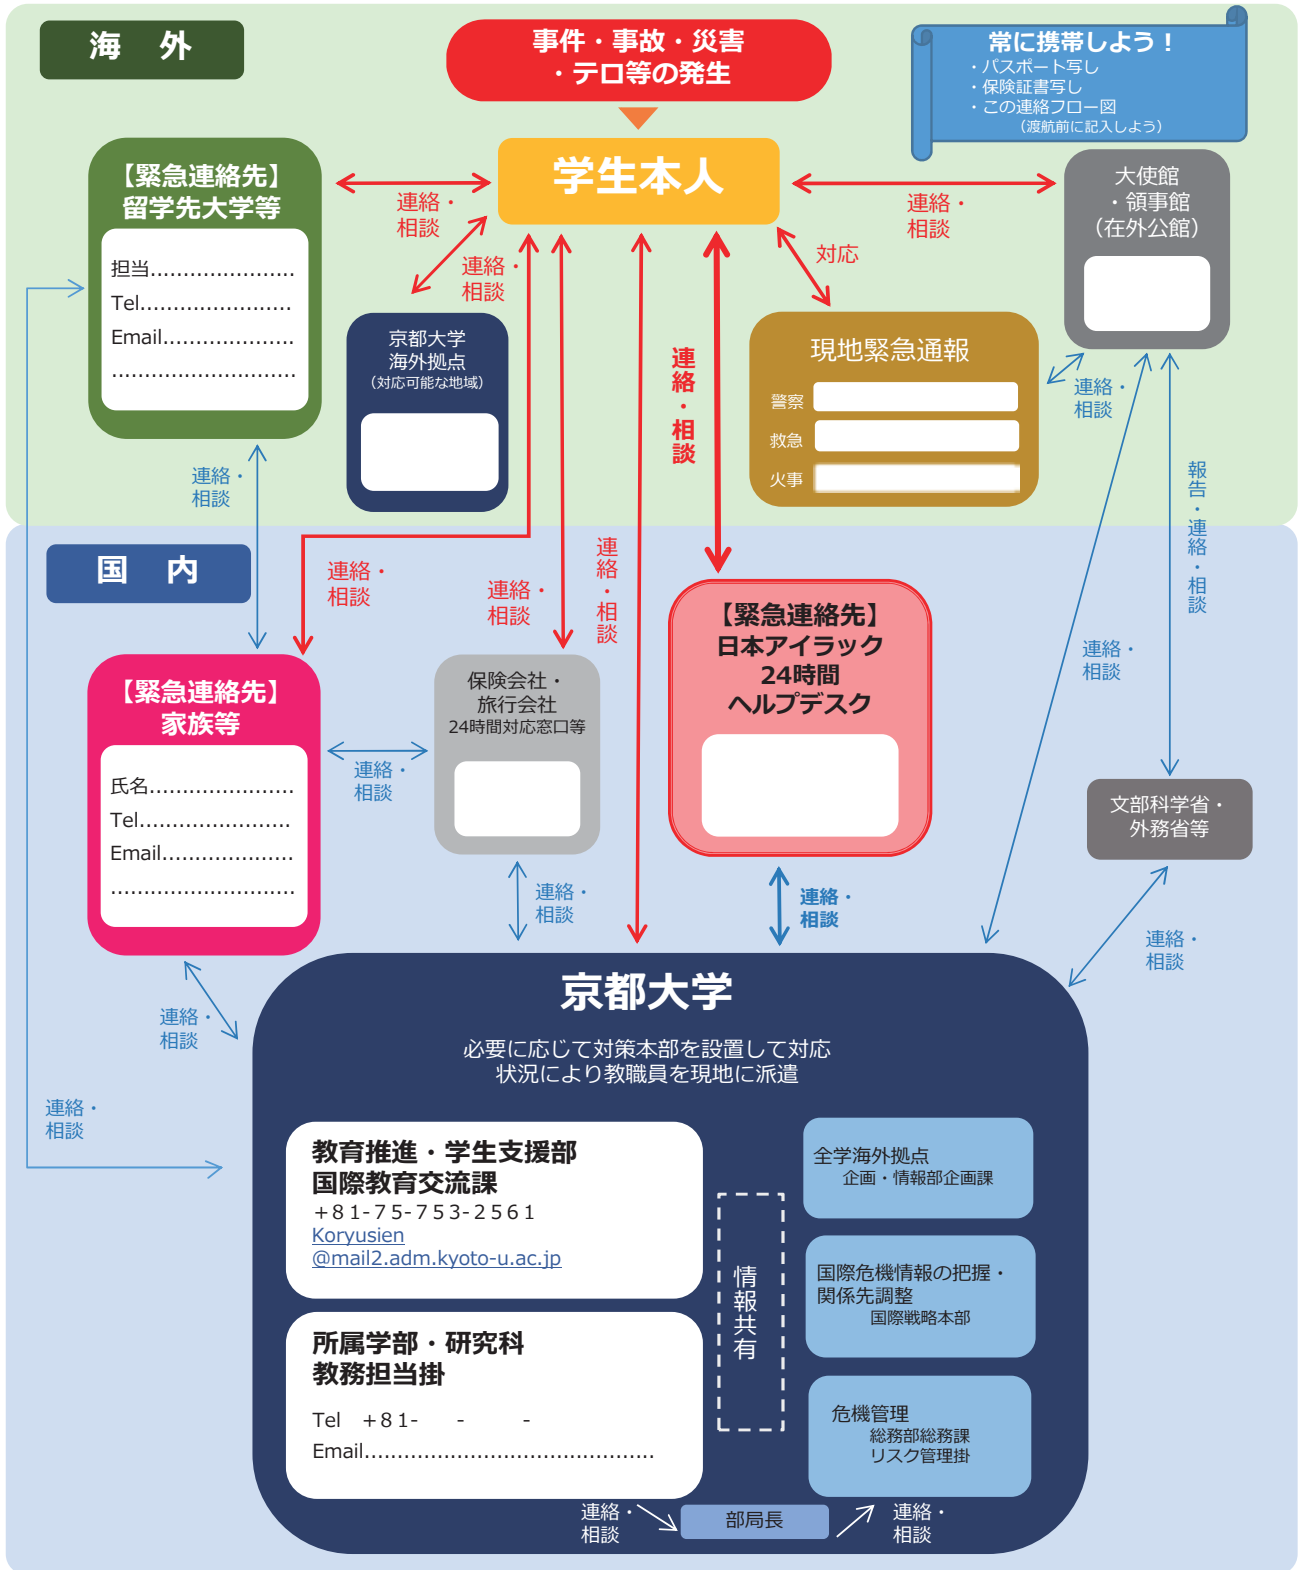 海　外
事件・事故・災害
・テロ等の発生
常に携帯しよう！
・パスポート写し
・保険証書写し
・この連絡フロー図
（渡航前に記入しよう）
学生本人
【緊急連絡先】
留学先大学等
担当......................
Tel.......................
Email....................
............................
連絡・
相談
連絡・
相談
連絡・
相談
対応
大使館
・領事館
（在外公館）
京都大学
海外拠点
（対応可能な地域）
連絡・相談
現地緊急通報
警察
救急
火事
連絡・
相談
連絡・
相談
報告・連絡・相談
国　内
連絡・
相談
連絡・
相談
連絡・相談
【緊急連絡先】
日本アイラック
24時間
ヘルプデスク
連絡・
相談
【緊急連絡先】
家族等
氏名......................
Tel.......................
Email....................
............................
保険会社・
旅行会社
24時間対応窓口等
連絡・
相談
文部科学省・
外務省等
連絡・
相談
連絡・
相談
連絡・
相談
連絡・
相談
連絡・
相談
京都大学
必要に応じて対策本部を設置して対応
状況により教職員を現地に派遣
教育推進・学生支援部
国際教育交流課
+８１-７５-７５３-２５６１
Koryusien
@mail2.adm.kyoto-u.ac.jp
所属学部・研究科
教務担当掛
Tel　+８１-　　-　　　-
Email............................................
情報共有
全学海外拠点
企画・情報部企画課
国際危機情報の把握・
関係先調整
国際戦略本部
危機管理
総務部総務課
リスク管理掛
連絡・
相談
部局長
連絡・
相談